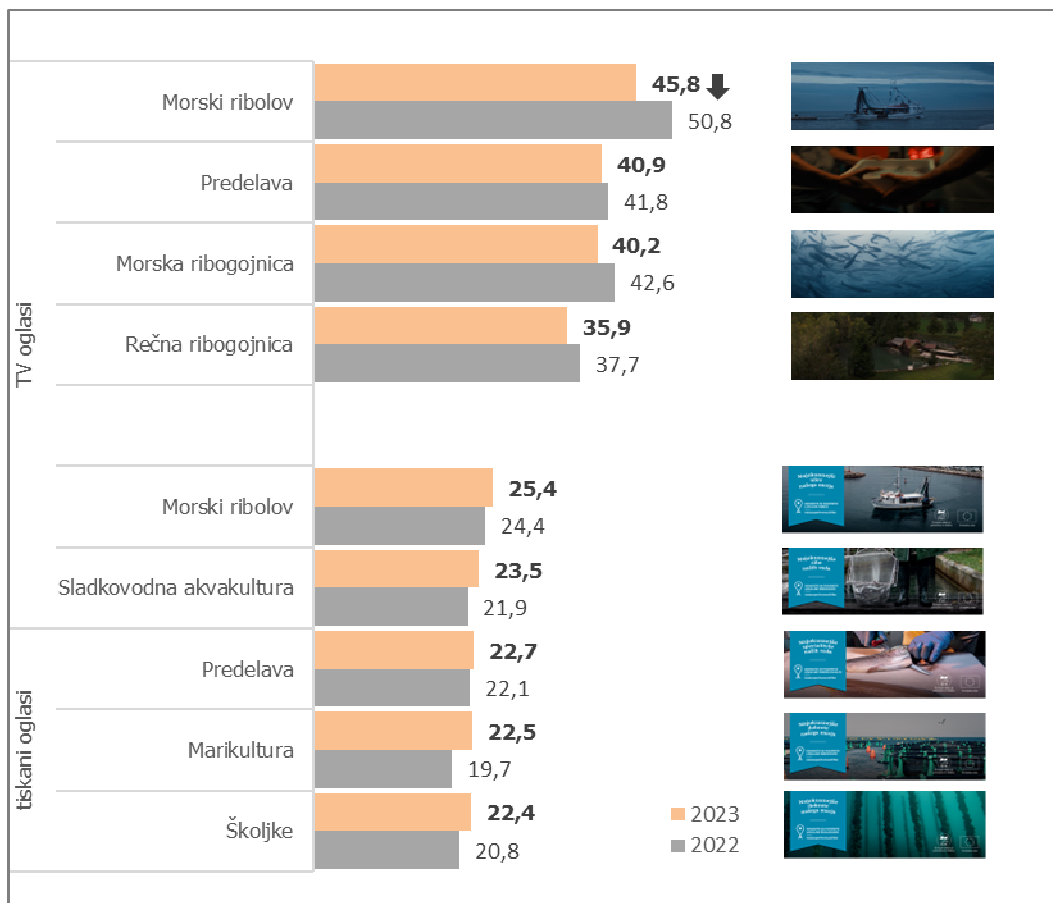 TV oglasi
Morski ribolov
45,8
50,8
Predelava
40,9
41,8
Morska ribogojnica
40,2
42,6
Rečna ribogojnica
35,9
37,7
Morski ribolov
25,4
24,4
Sladkovodna akvakultura
23,5
21,9
tiskani oglasi
Predelava
22,7
22,1
Marikultura
22,5
19,7
Školjke
22,4
20,8
2023
2022